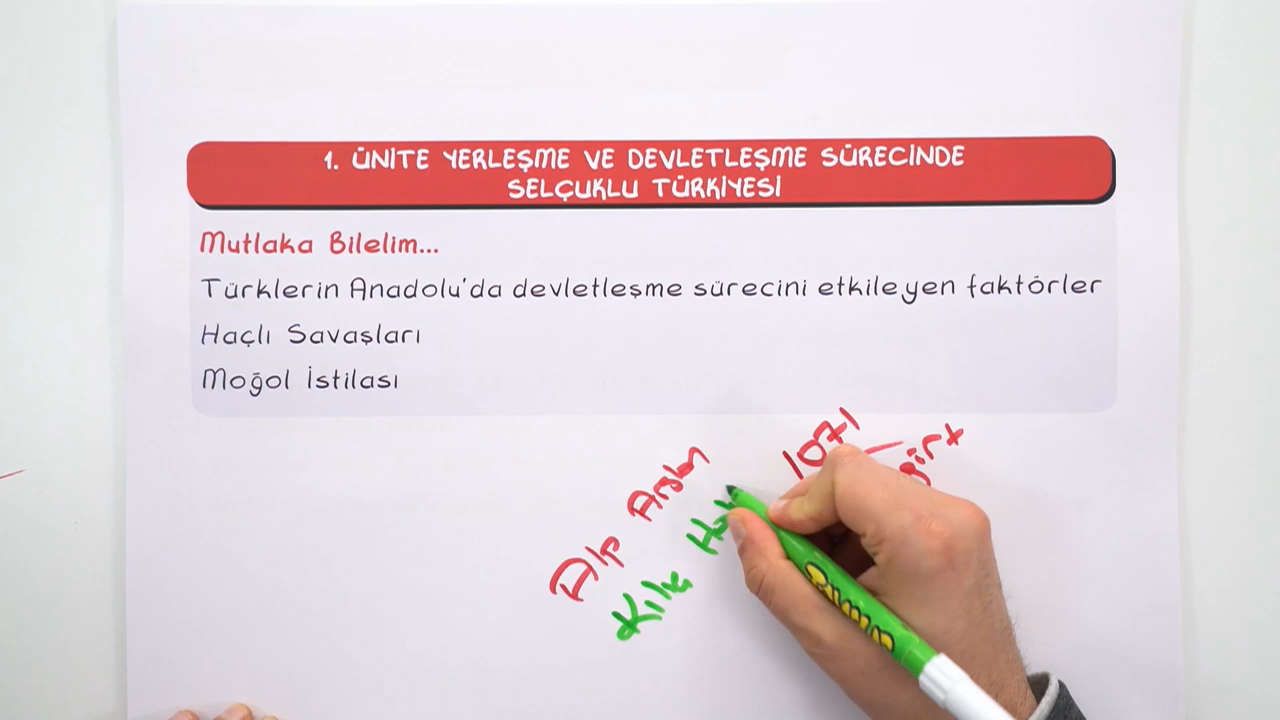 1. ÜNİTE YERLEŞME VE DEVLETLEŞME SÜRECİNDE
SELÇUKLU TÜRKİYESİ
Mutlaka Bilelim...
Türklerin Anadolu'da devletleşme sürecini etkileyen faktörler
Haçlı Savaşları
Moğol İstilası
1071
Alp Arslan
Kılıç